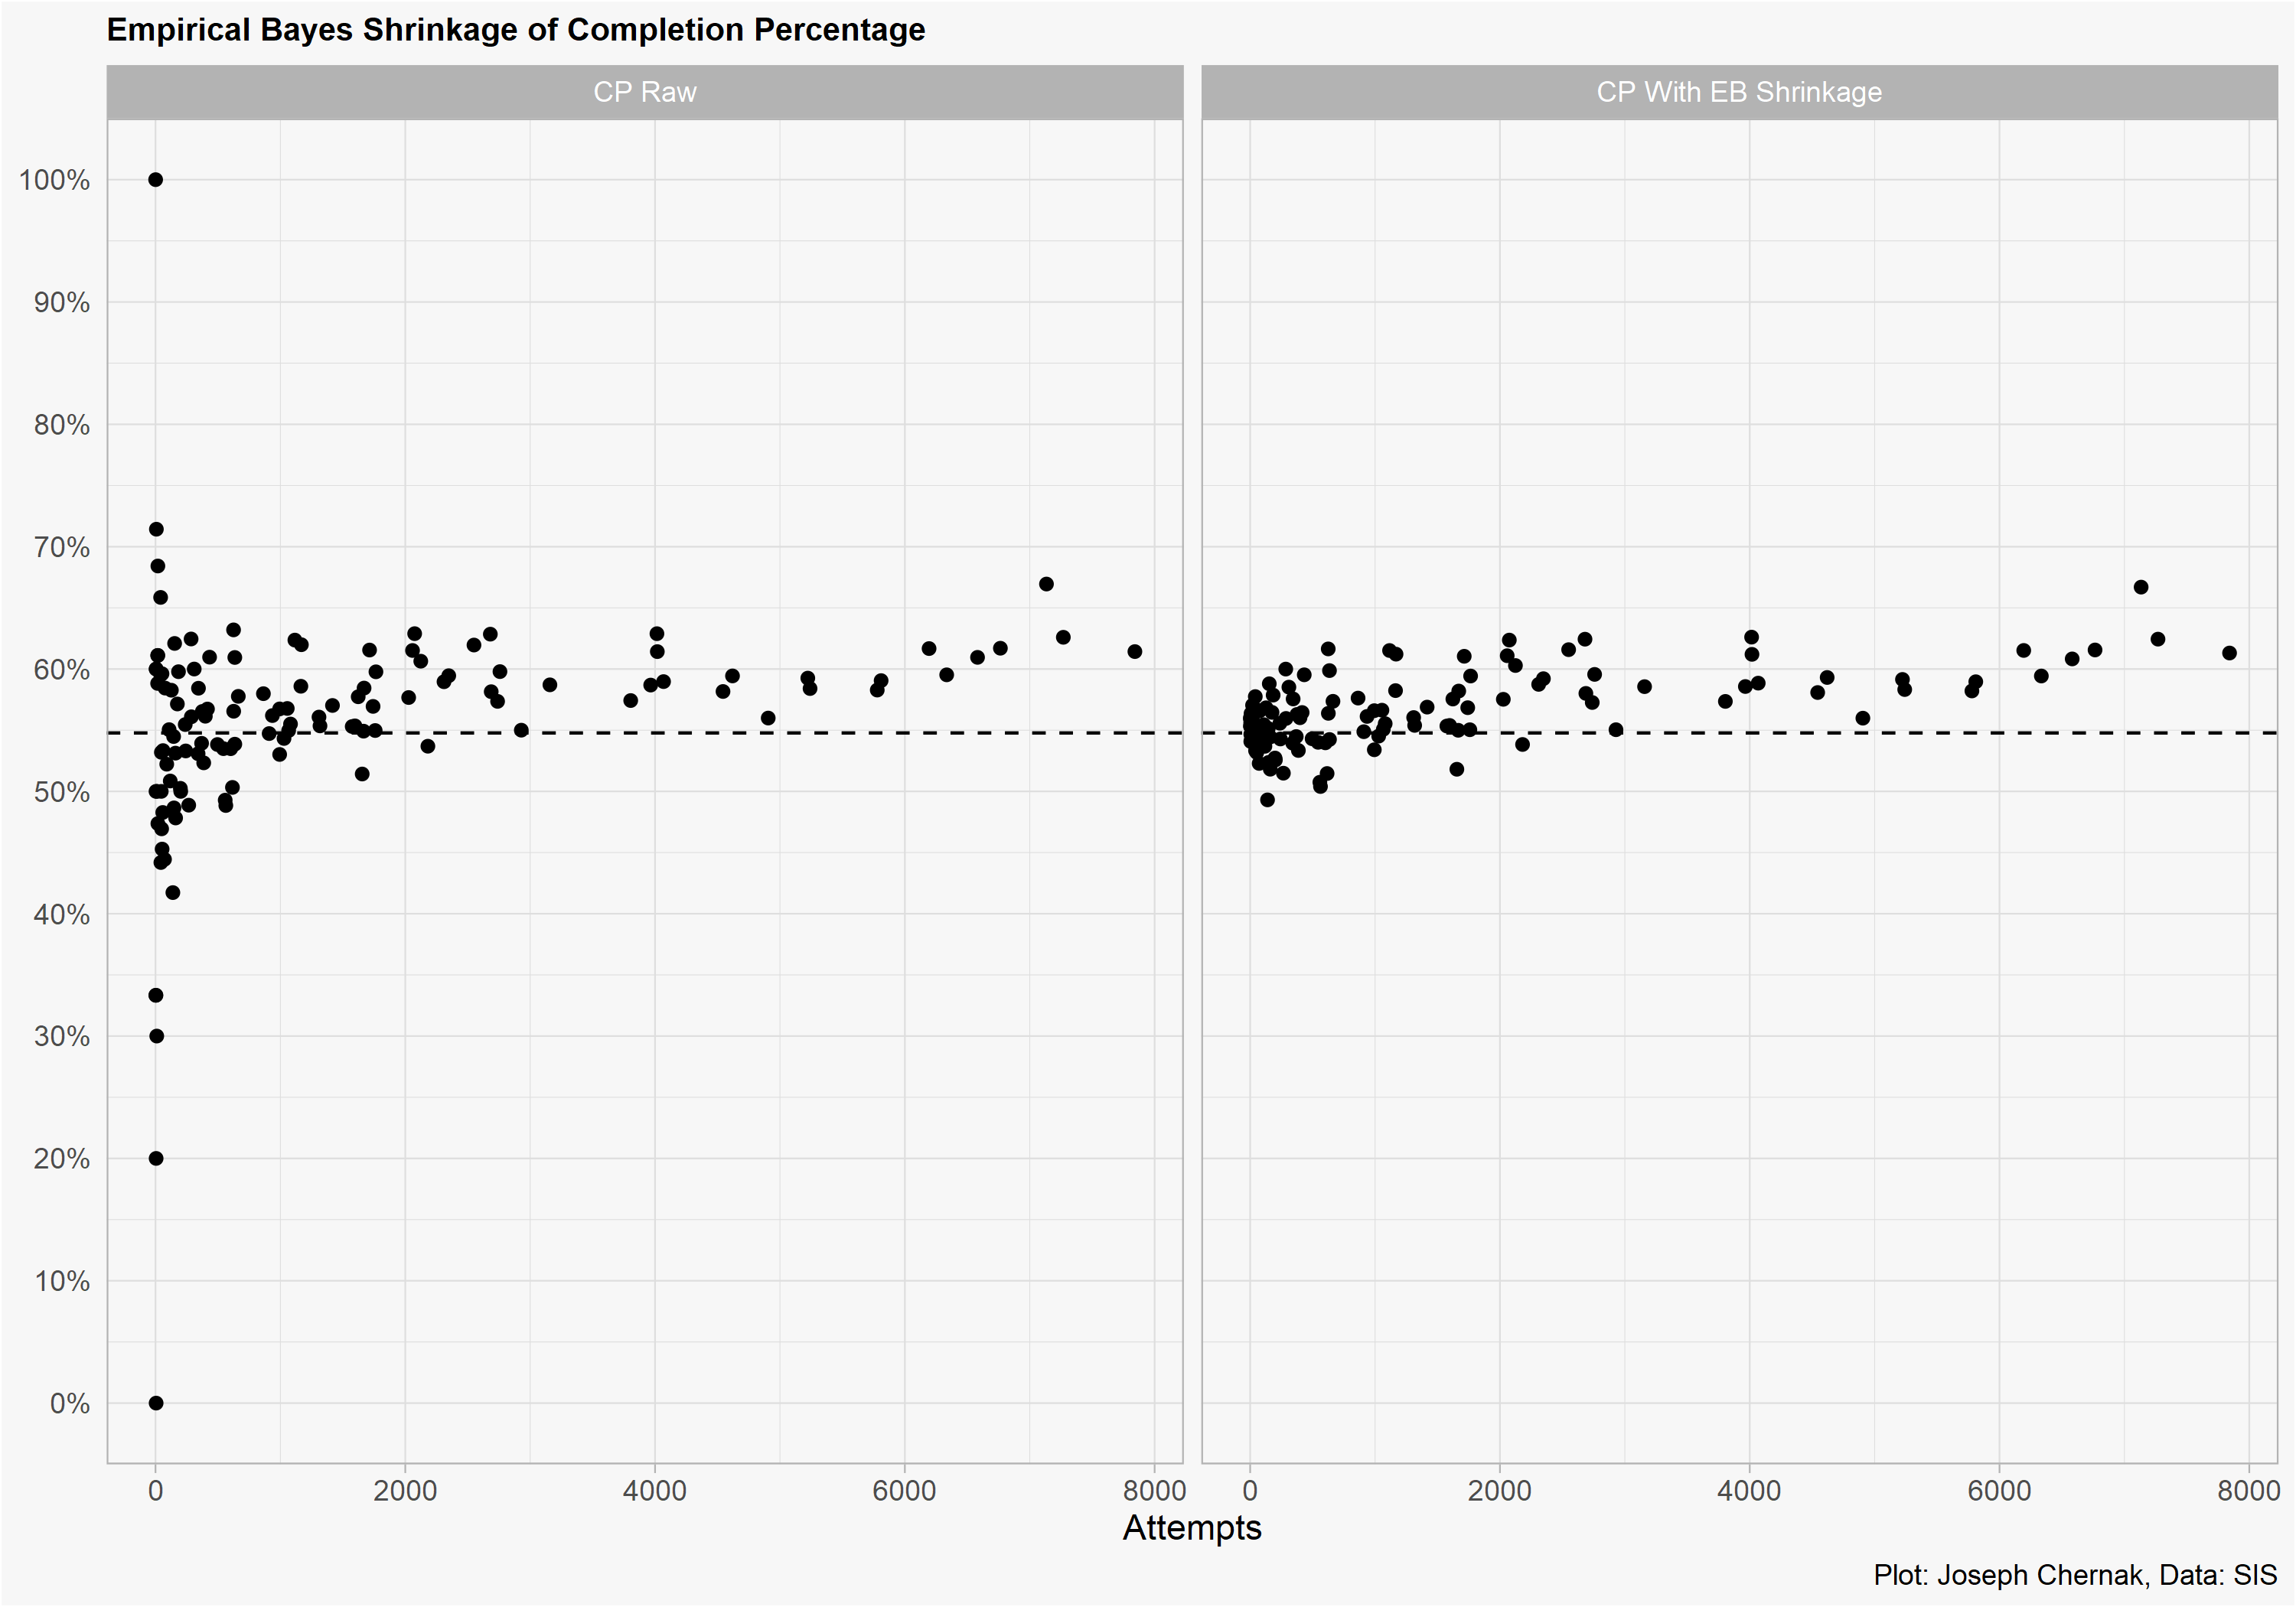 Empirical Bayes Shrinkage of Completion Percentage
CP Raw
CP With EB Shrinkage
100%
90%
80%
70%
60%
50%
40%
30%
20%
10%
0%
0 2000 4000 6000 8000
0 2000 4000 6000 8000
Attempts
Plot: Joseph Chernak, Data: SIS